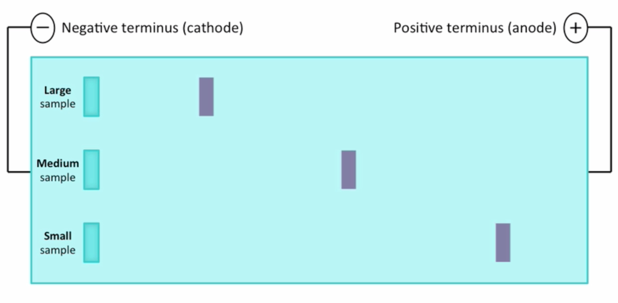 Negative terminus (cathode)
Positive terminus (anode)
Large
sample
Medium
sample
Small
sample